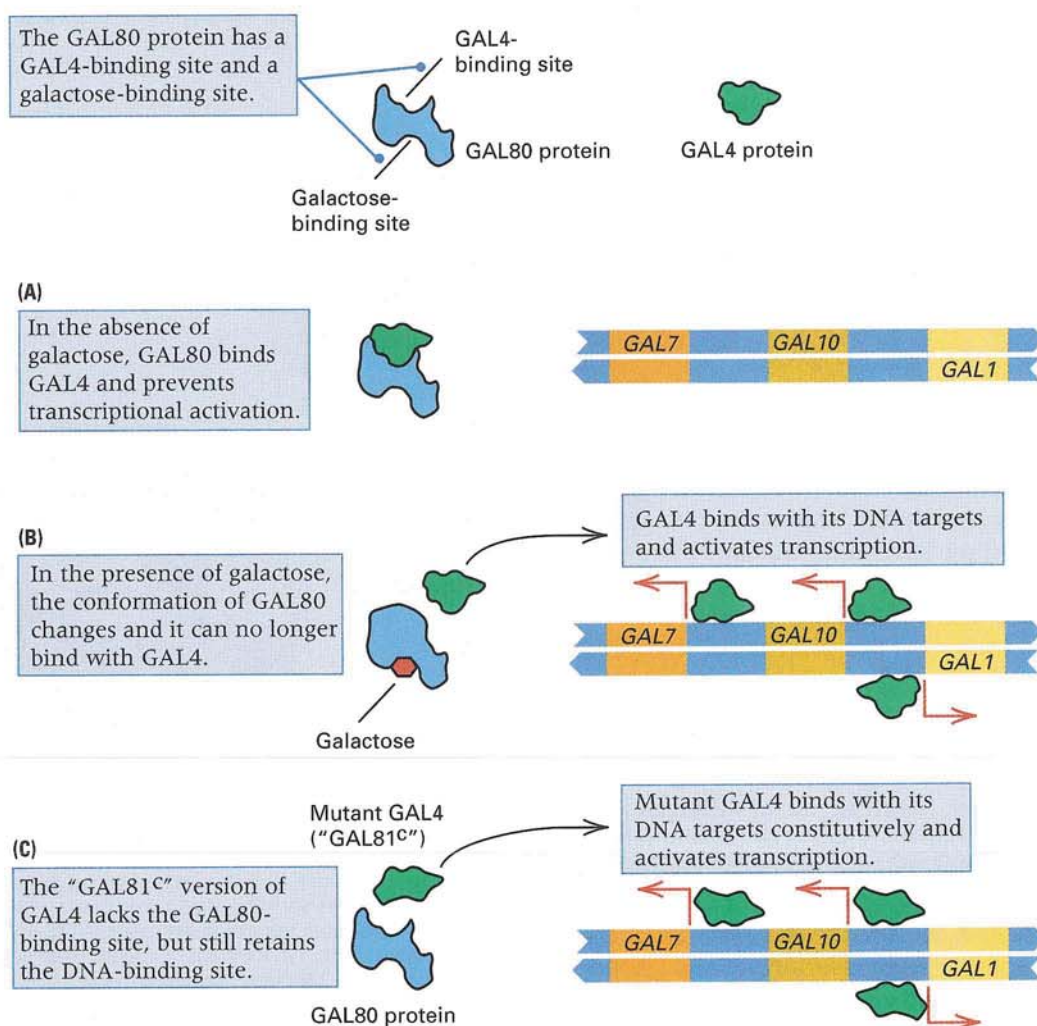 The GAL80 protein has a
GAL4-binding site and a
galactose-binding site.
GAL4-
binding site
GAL80 protein
GAL4 protein
Galactose-
binding site
(A)
In the absence of
galactose, GAL80 binds
GAL4 and prevents
transcriptional activation.
GAL7
GAL10
GAL1
(B)
In the presence of galactose,
the conformation of GAL80
changes and it can no longer
bind with GAL4.
Galactose
GAL4 binds with its DNA targets
and activates transcription.
GAL7
GAL10
GAL1
(C)
The “GAL81ᶜ” version of
GAL4 lacks the GAL80-
binding site, but still retains
the DNA-binding site.
Mutant GAL4
(“GAL81ᶜ”)
GAL80 protein
Mutant GAL4 binds with its
DNA targets constitutively and
activates transcription.
GAL7
GAL10
GAL1